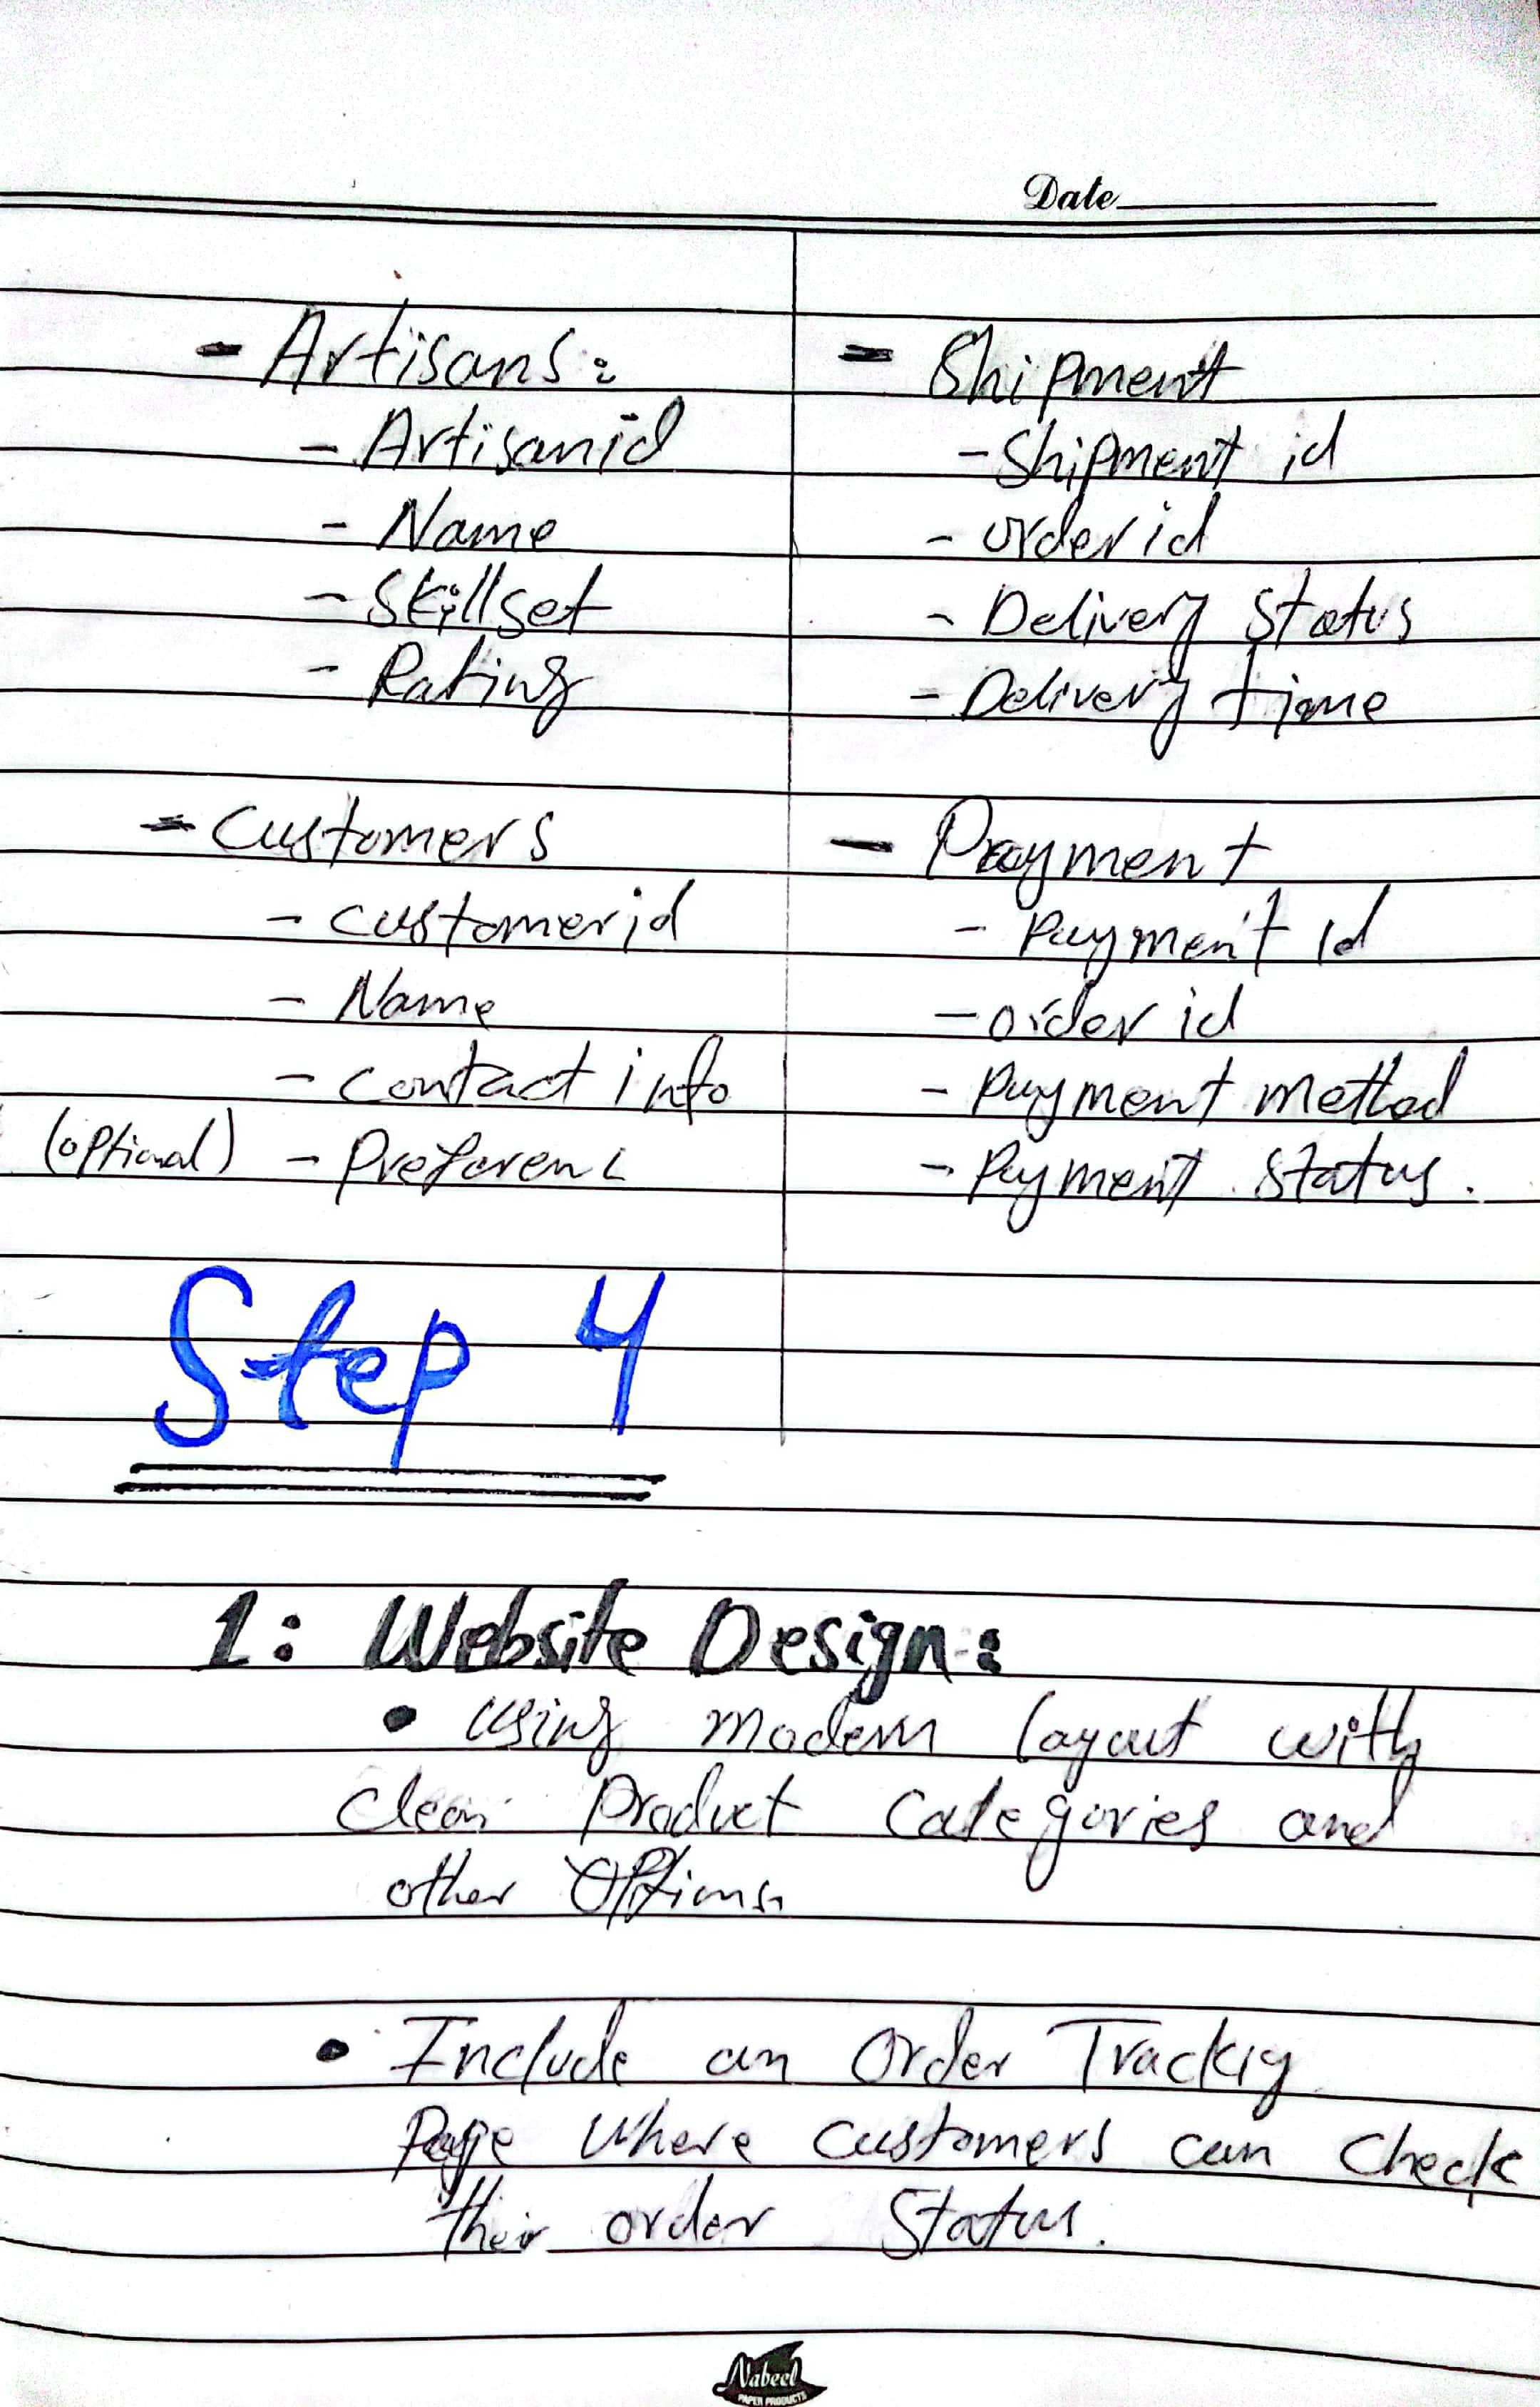 Date
- Artisans:
- Artisanid
- Name
- Skillset
- Rating
- Customers
- customerid
- Name
- contact info
(optional) - Preferenc
- Shipment
- Shipment id
- order id
- Delivery Status
- Delivery time
- Payment
- Payment id
- order id
- Payment method
- Payment status.
Step 4
1: Website Design:
• Using modern layout with
clean Product Categories and
other Options.
• Include an Order Trackig
Page where customers can check
their order Status.
Nabeel
PAPER PRODUCTS